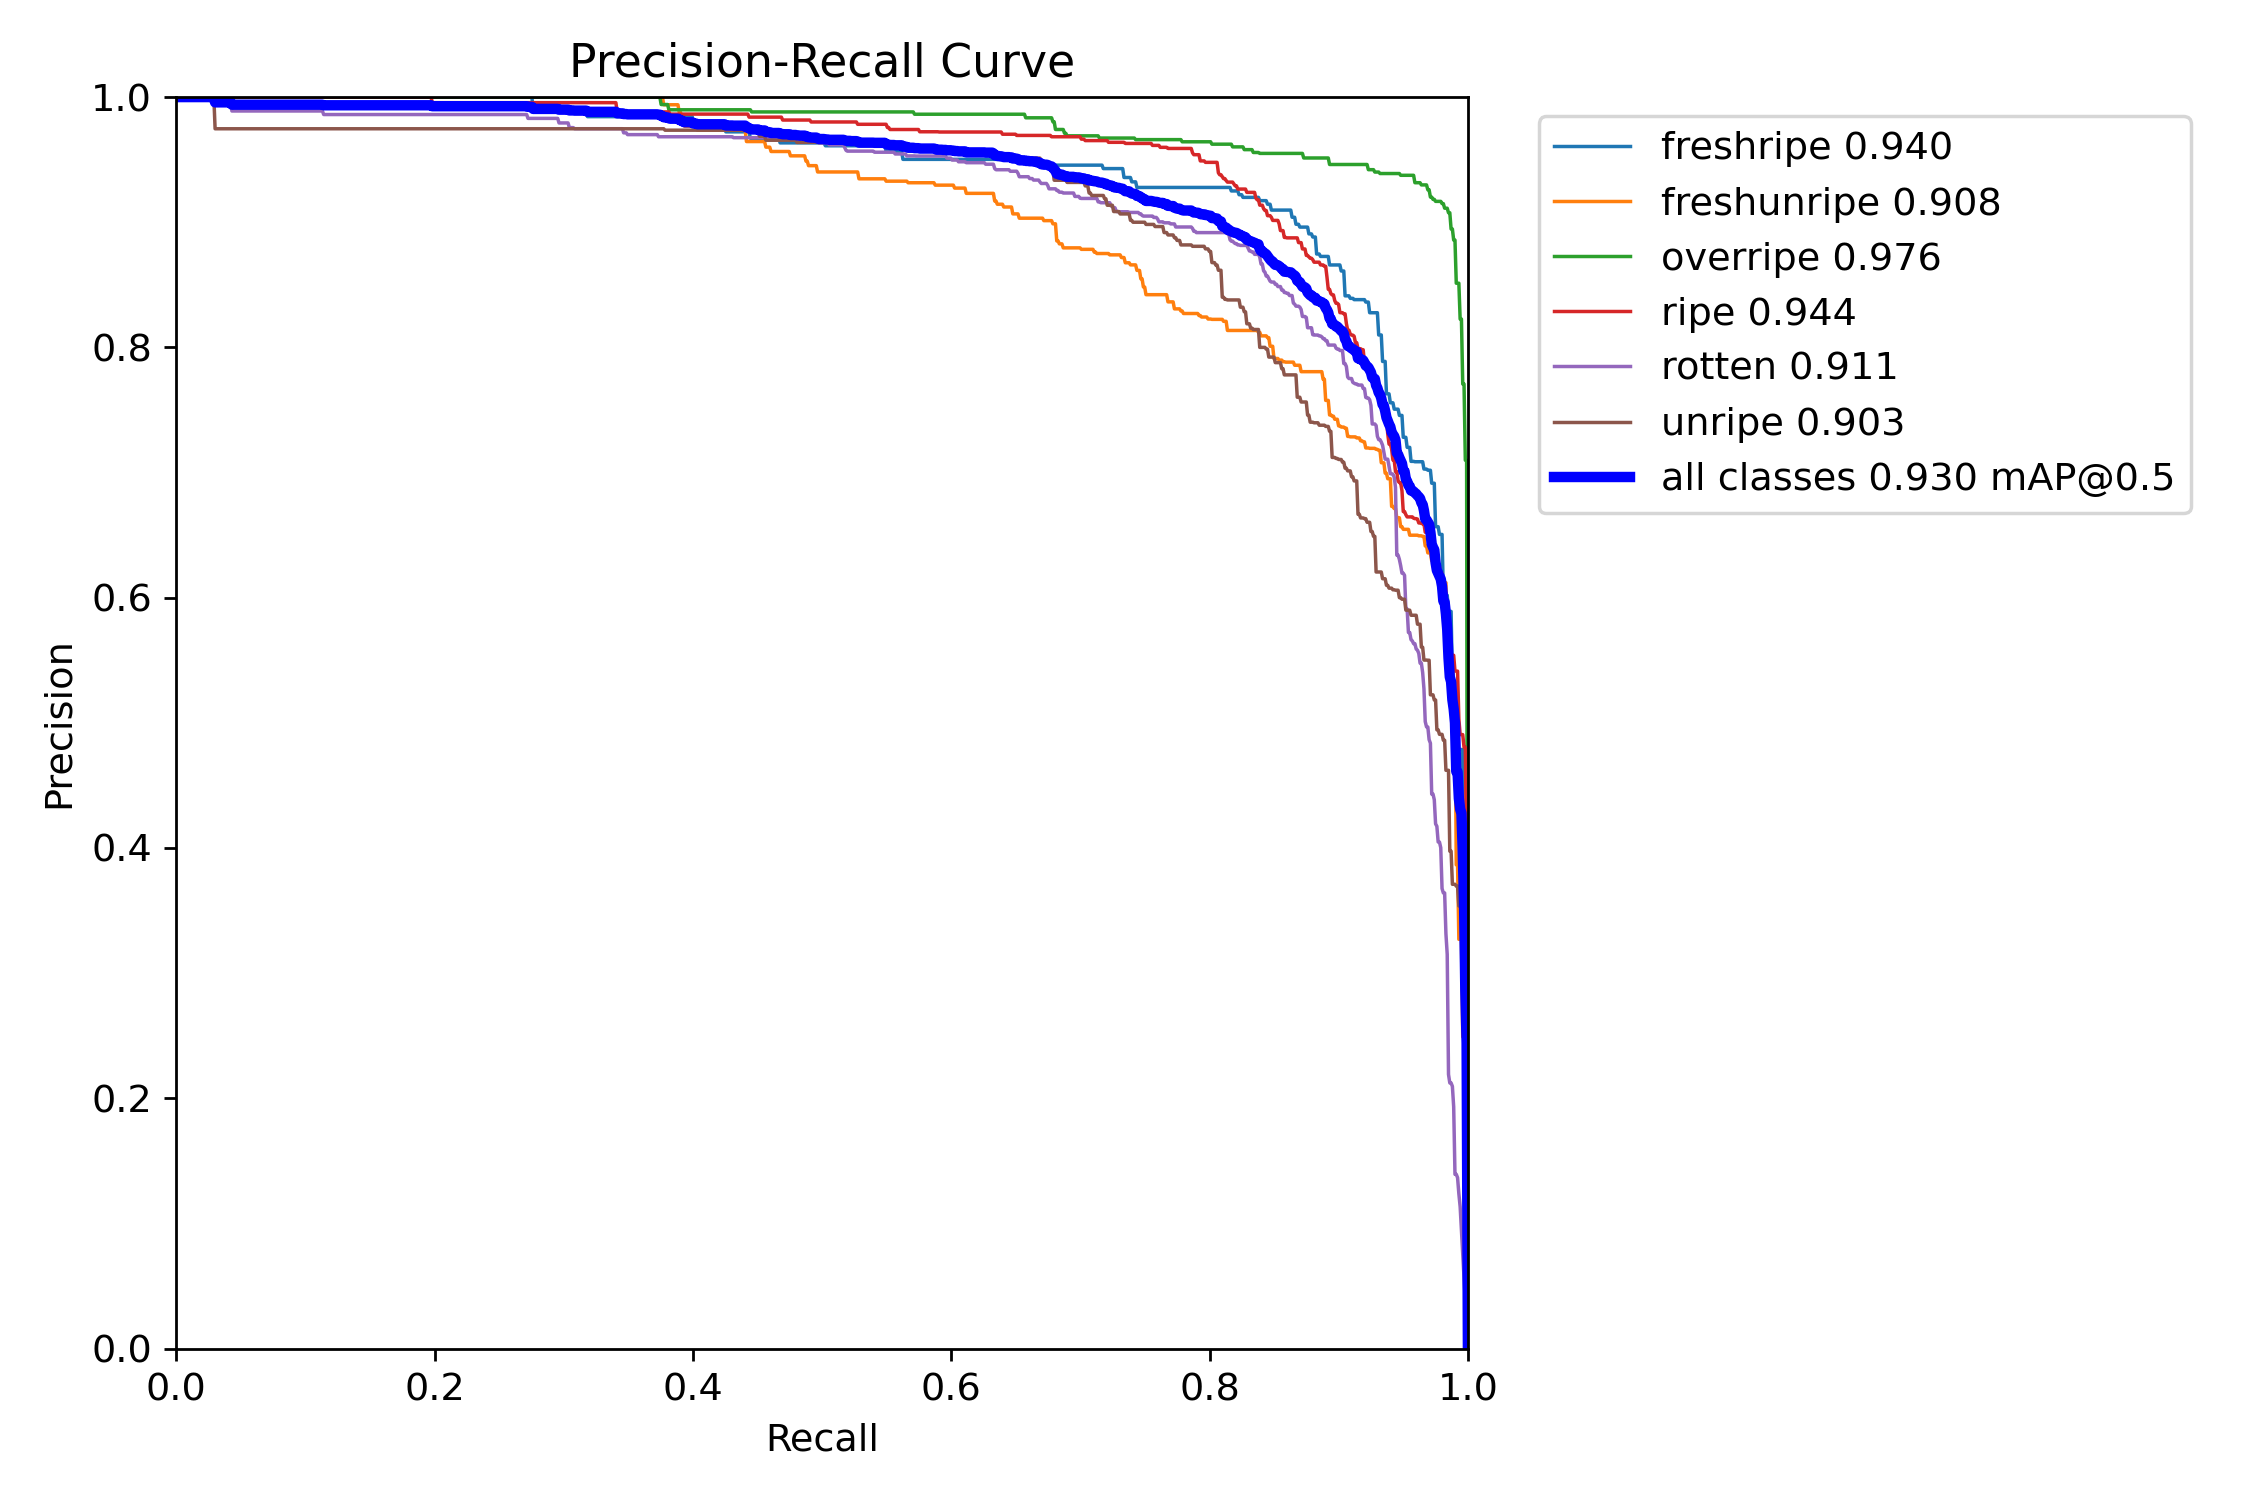 Precision-Recall Curve
1.0
0.8
0.6
0.4
0.2
0.0
Precision
0.0 0.2 0.4 0.6 0.8 1.0
Recall
freshripe 0.940
freshunripe 0.908
overripe 0.976
ripe 0.944
rotten 0.911
unripe 0.903
all classes 0.930 mAP@0.5